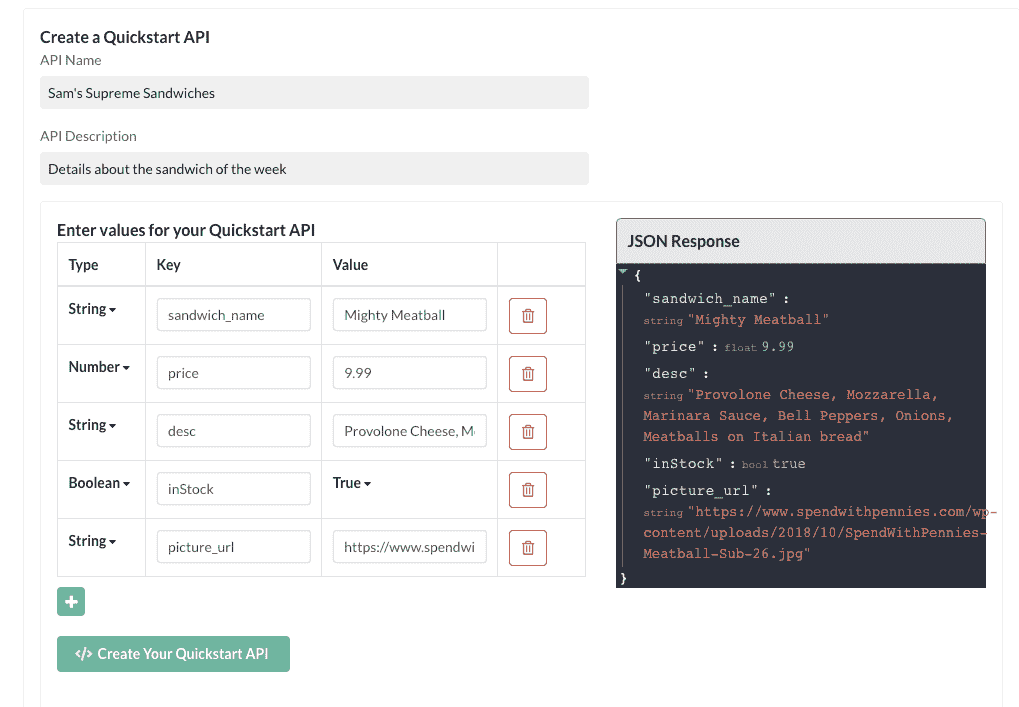 Create a Quickstart API
API Name
Sam's Supreme Sandwiches
API Description
Details about the sandwich of the week
Enter values for your Quickstart API
Type Key Value
String sandwich_name Mighty Meatball
Number price 9.99
String desc Provolone Cheese, M
Boolean inStock True
String picture_url https://www.spendwi
</> Create Your Quickstart API
JSON Response
{
"sandwich_name" :
string "Mighty Meatball"
"price" : float 9.99
"desc" :
string "Provolone Cheese, Mozzarella,
Marinara Sauce, Bell Peppers, Onions,
Meatballs on Italian bread"
"inStock" : bool true
"picture_url" :
string "https://www.spendwithpennies.com/wp-
content/uploads/2018/10/SpendWithPennies-
Meatball-Sub-26.jpg"
}